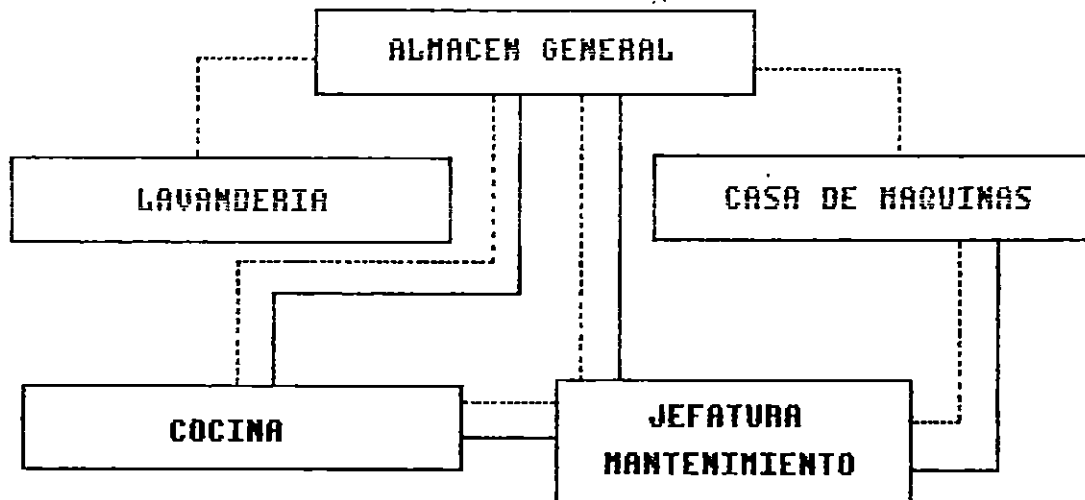 ALMACEN GENERAL
LAVANDERIA
CASA DE MAQUINAS
COCINA
JEFATURA
MANTENIMIENTO